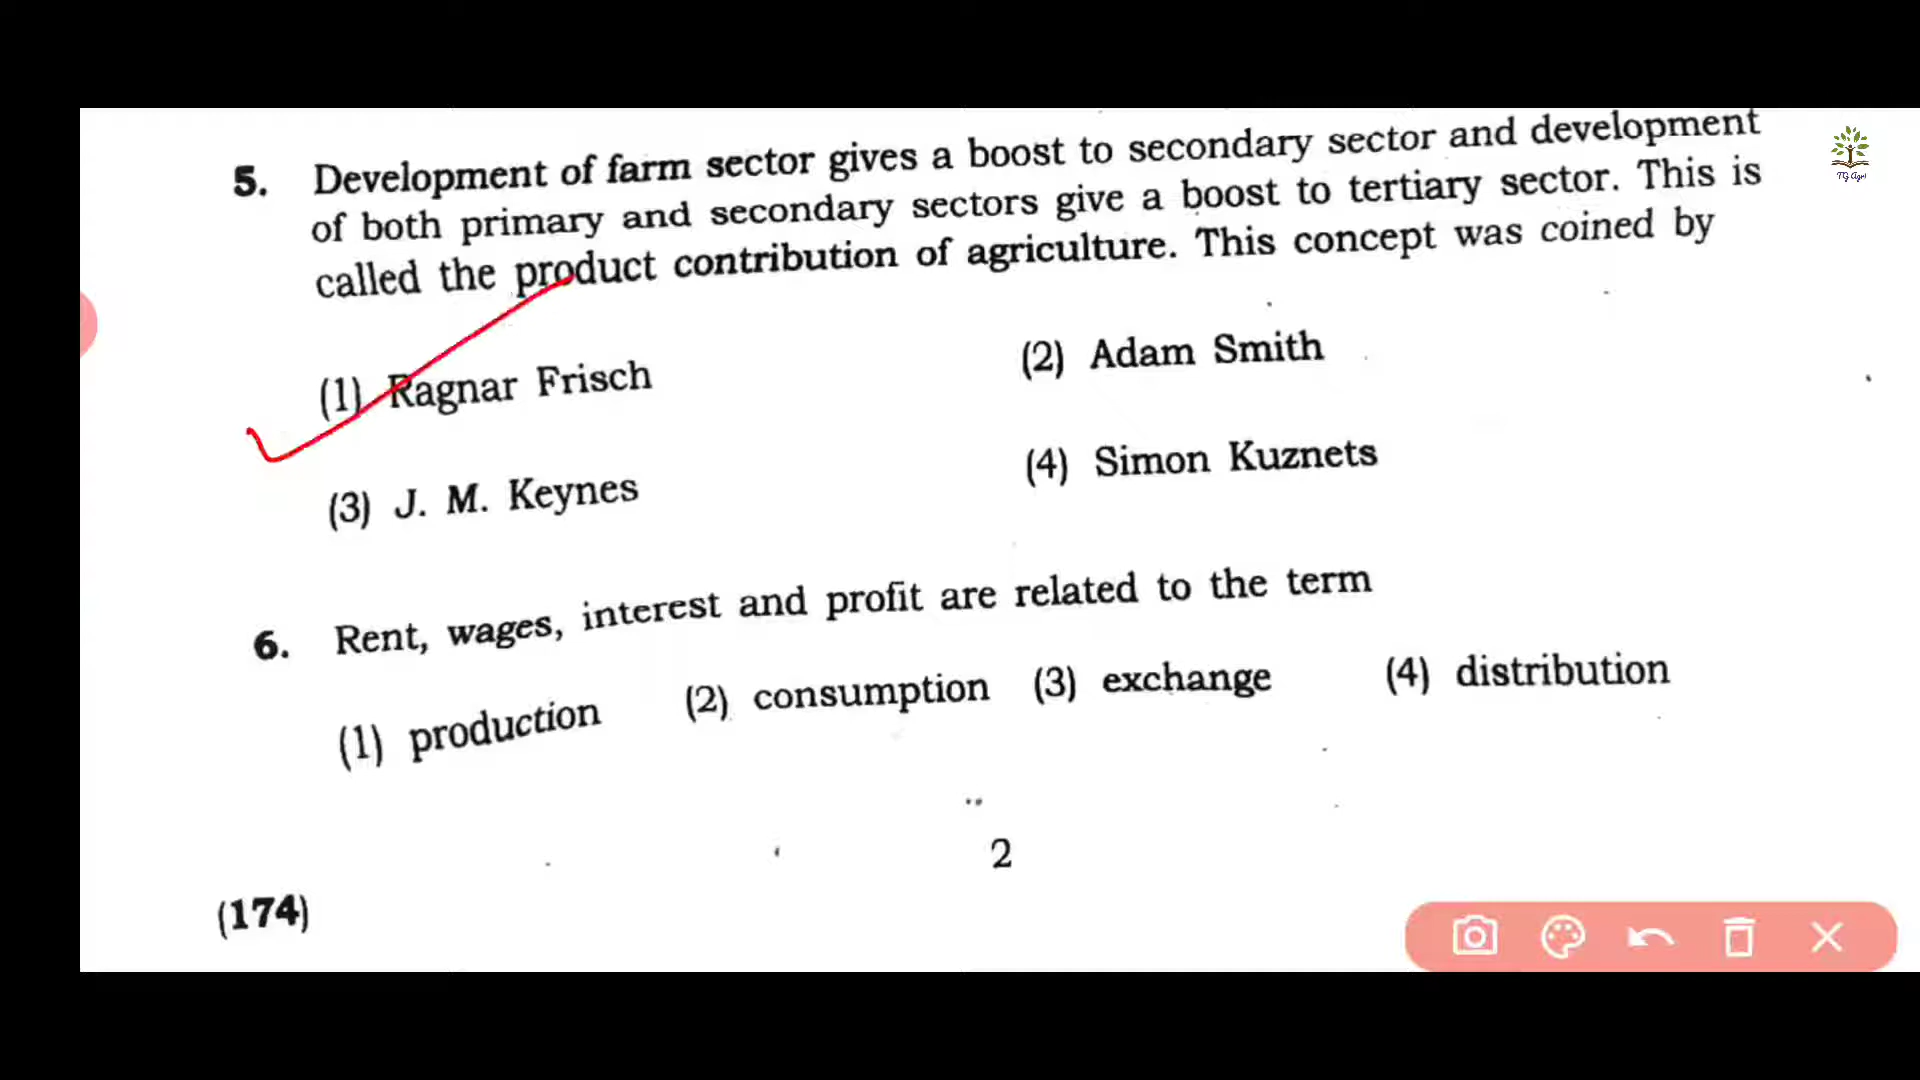 5. Development of farm sector gives a boost to secondary sector and development
of both primary and secondary sectors give a boost to tertiary sector. This is
called the product contribution of agriculture. This concept was coined by
(1) Ragnar Frisch (2) Adam Smith
(3) J. M. Keynes (4) Simon Kuznets
6. Rent, wages, interest and profit are related to the term
(1) production (2) consumption (3) exchange (4) distribution
2
(174)
TG Agri